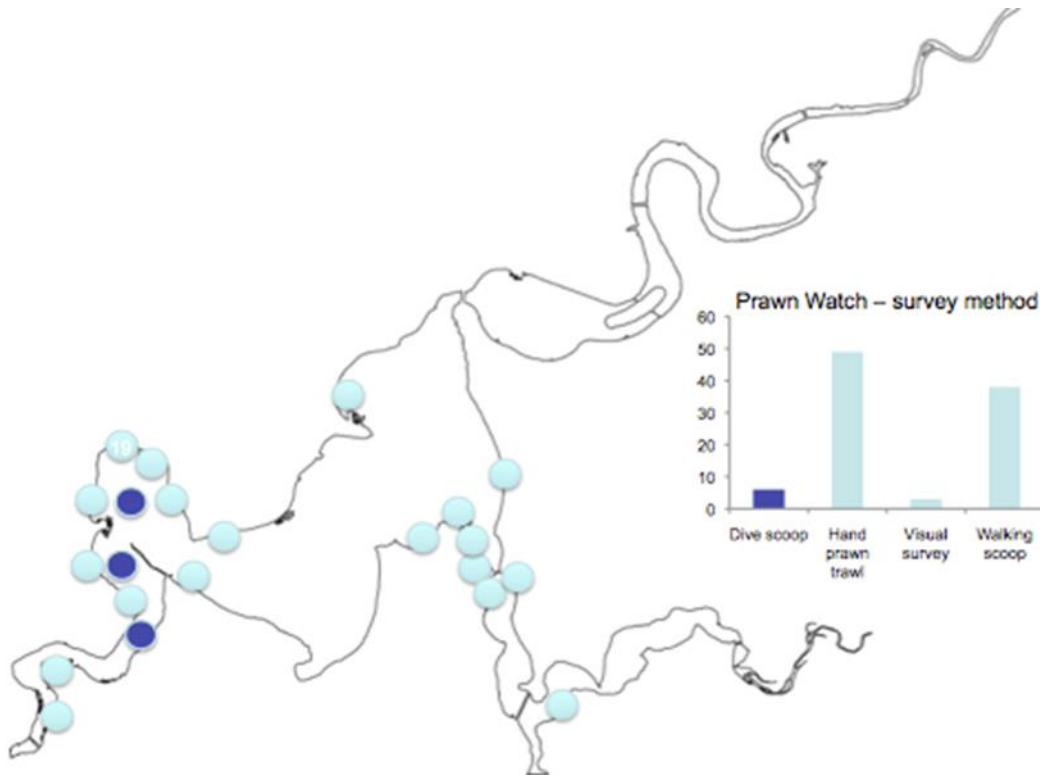 Prawn Watch – survey method
60
50
40
30
20
10
0
Dive scoop
Hand prawn trawl
Visual survey
Walking scoop
19